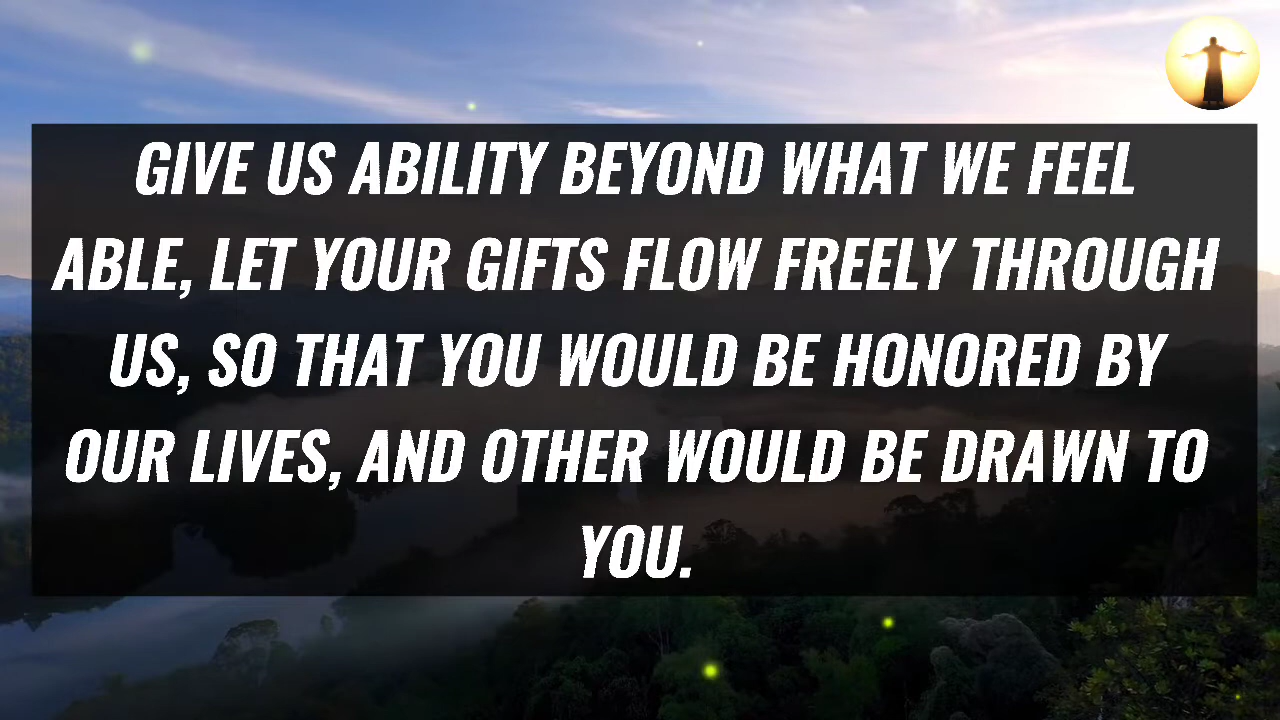 GIVE US ABILITY BEYOND WHAT WE FEEL
ABLE, LET YOUR GIFTS FLOW FREELY THROUGH
US, SO THAT YOU WOULD BE HONORED BY
OUR LIVES, AND OTHER WOULD BE DRAWN TO
YOU.